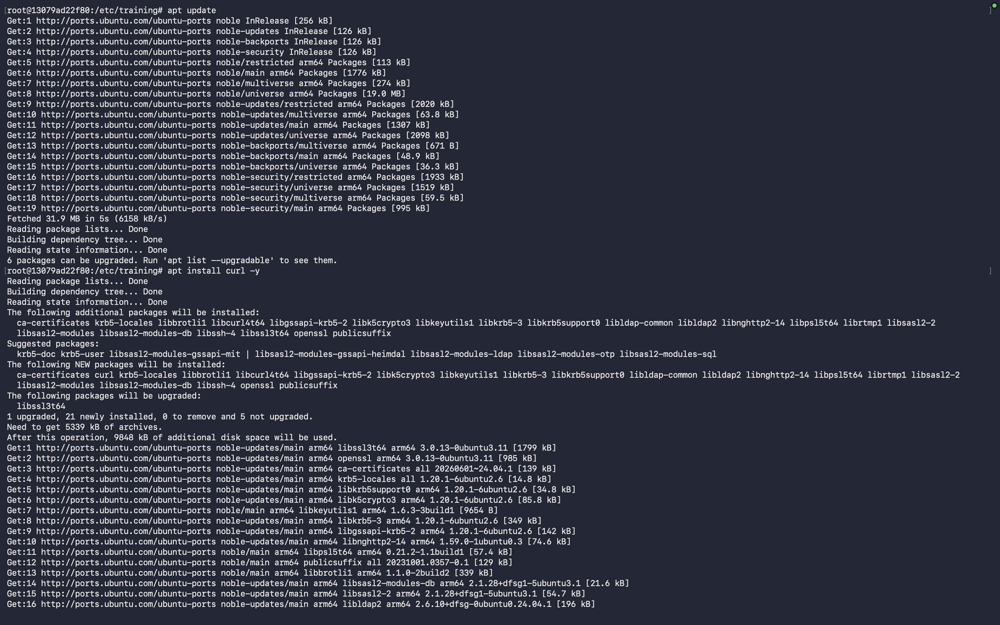 [root@13079ad22f80:/etc/training# apt update ]
Get:1 http://ports.ubuntu.com/ubuntu-ports noble InRelease [256 kB]
Get:2 http://ports.ubuntu.com/ubuntu-ports noble-updates InRelease [126 kB]
Get:3 http://ports.ubuntu.com/ubuntu-ports noble-backports InRelease [126 kB]
Get:4 http://ports.ubuntu.com/ubuntu-ports noble-security InRelease [126 kB]
Get:5 http://ports.ubuntu.com/ubuntu-ports noble/restricted arm64 Packages [113 kB]
Get:6 http://ports.ubuntu.com/ubuntu-ports noble/main arm64 Packages [1776 kB]
Get:7 http://ports.ubuntu.com/ubuntu-ports noble/multiverse arm64 Packages [274 kB]
Get:8 http://ports.ubuntu.com/ubuntu-ports noble/universe arm64 Packages [19.0 MB]
Get:9 http://ports.ubuntu.com/ubuntu-ports noble-updates/restricted arm64 Packages [2020 kB]
Get:10 http://ports.ubuntu.com/ubuntu-ports noble-updates/multiverse arm64 Packages [63.8 kB]
Get:11 http://ports.ubuntu.com/ubuntu-ports noble-updates/main arm64 Packages [1307 kB]
Get:12 http://ports.ubuntu.com/ubuntu-ports noble-updates/universe arm64 Packages [2098 kB]
Get:13 http://ports.ubuntu.com/ubuntu-ports noble-backports/multiverse arm64 Packages [671 B]
Get:14 http://ports.ubuntu.com/ubuntu-ports noble-backports/main arm64 Packages [48.9 kB]
Get:15 http://ports.ubuntu.com/ubuntu-ports noble-backports/universe arm64 Packages [36.3 kB]
Get:16 http://ports.ubuntu.com/ubuntu-ports noble-security/restricted arm64 Packages [1933 kB]
Get:17 http://ports.ubuntu.com/ubuntu-ports noble-security/universe arm64 Packages [1519 kB]
Get:18 http://ports.ubuntu.com/ubuntu-ports noble-security/multiverse arm64 Packages [59.5 kB]
Get:19 http://ports.ubuntu.com/ubuntu-ports noble-security/main arm64 Packages [995 kB]
Fetched 31.9 MB in 5s (6158 kB/s)
Reading package lists... Done
Building dependency tree... Done
Reading state information... Done
6 packages can be upgraded. Run 'apt list --upgradable' to see them.
[root@13079ad22f80:/etc/training# apt install curl -y ]
Reading package lists... Done
Building dependency tree... Done
Reading state information... Done
The following additional packages will be installed:
ca-certificates krb5-locales libbrotli1 libcurl4t64 libgssapi-krb5-2 libk5crypto3 libkeyutils1 libkrb5-3 libkrb5support0 libldap-common libldap2 libnghttp2-14 libpsl5t64 librtmp1 libsasl2-2
libsasl2-modules libsasl2-modules-db libssh-4 libssl3t64 openssl publicsuffix
Suggested packages:
krb5-doc krb5-user libsasl2-modules-gssapi-mit | libsasl2-modules-gssapi-heimdal libsasl2-modules-ldap libsasl2-modules-otp libsasl2-modules-sql
The following NEW packages will be installed:
ca-certificates curl krb5-locales libbrotli1 libcurl4t64 libgssapi-krb5-2 libk5crypto3 libkeyutils1 libkrb5-3 libkrb5support0 libldap-common libldap2 libnghttp2-14 libpsl5t64 librtmp1 libsasl2-2
libsasl2-modules libsasl2-modules-db libssh-4 openssl publicsuffix
The following packages will be upgraded:
libssl3t64
1 upgraded, 21 newly installed, 0 to remove and 5 not upgraded.
Need to get 5339 kB of archives.
After this operation, 9848 kB of additional disk space will be used.
Get:1 http://ports.ubuntu.com/ubuntu-ports noble-updates/main arm64 libssl3t64 arm64 3.0.13-0ubuntu3.11 [1799 kB]
Get:2 http://ports.ubuntu.com/ubuntu-ports noble-updates/main arm64 openssl arm64 3.0.13-0ubuntu3.11 [985 kB]
Get:3 http://ports.ubuntu.com/ubuntu-ports noble-updates/main arm64 ca-certificates all 20260601~24.04.1 [139 kB]
Get:4 http://ports.ubuntu.com/ubuntu-ports noble-updates/main arm64 krb5-locales all 1.20.1-6ubuntu2.6 [14.8 kB]
Get:5 http://ports.ubuntu.com/ubuntu-ports noble-updates/main arm64 libkrb5support0 arm64 1.20.1-6ubuntu2.6 [34.8 kB]
Get:6 http://ports.ubuntu.com/ubuntu-ports noble-updates/main arm64 libk5crypto3 arm64 1.20.1-6ubuntu2.6 [85.8 kB]
Get:7 http://ports.ubuntu.com/ubuntu-ports noble/main arm64 libkeyutils1 arm64 1.6.3-3build1 [9654 B]
Get:8 http://ports.ubuntu.com/ubuntu-ports noble-updates/main arm64 libkrb5-3 arm64 1.20.1-6ubuntu2.6 [349 kB]
Get:9 http://ports.ubuntu.com/ubuntu-ports noble-updates/main arm64 libgssapi-krb5-2 arm64 1.20.1-6ubuntu2.6 [142 kB]
Get:10 http://ports.ubuntu.com/ubuntu-ports noble-updates/main arm64 libnghttp2-14 arm64 1.59.0-1ubuntu0.3 [74.6 kB]
Get:11 http://ports.ubuntu.com/ubuntu-ports noble/main arm64 libpsl5t64 arm64 0.21.2-1.1build1 [57.4 kB]
Get:12 http://ports.ubuntu.com/ubuntu-ports noble/main arm64 publicsuffix all 20231001.0357-0.1 [129 kB]
Get:13 http://ports.ubuntu.com/ubuntu-ports noble/main arm64 libbrotli1 arm64 1.1.0-2build2 [339 kB]
Get:14 http://ports.ubuntu.com/ubuntu-ports noble-updates/main arm64 libsasl2-modules-db arm64 2.1.28+dfsg1-5ubuntu3.1 [21.6 kB]
Get:15 http://ports.ubuntu.com/ubuntu-ports noble-updates/main arm64 libsasl2-2 arm64 2.1.28+dfsg1-5ubuntu3.1 [54.7 kB]
Get:16 http://ports.ubuntu.com/ubuntu-ports noble-updates/main arm64 libldap2 arm64 2.6.10+dfsg-0ubuntu0.24.04.1 [196 kB]